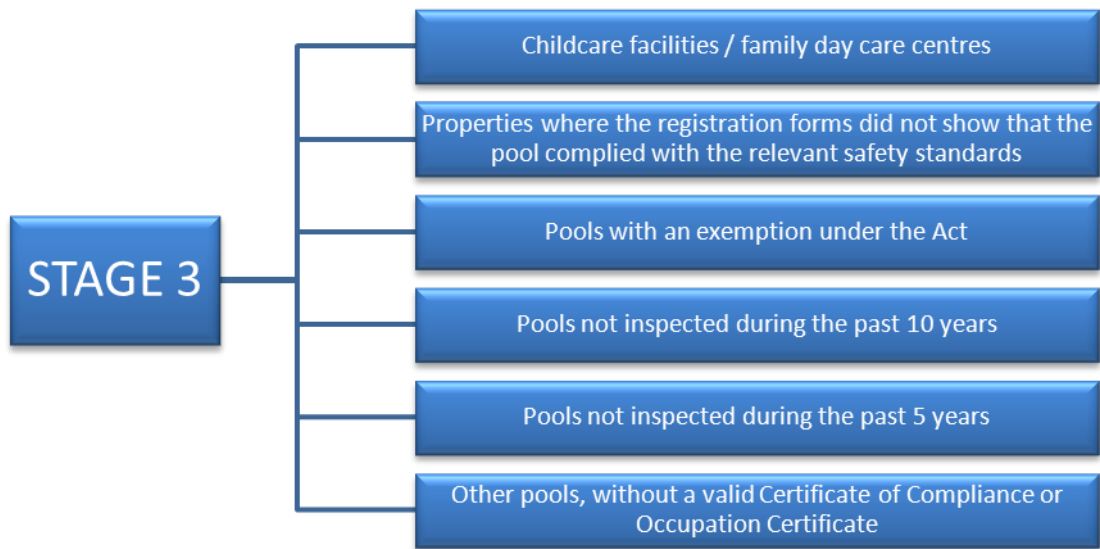 Childcare facilities / family day care centres
Properties where the registration forms did not show that the
pool complied with the relevant safety standards
Pools with an exemption under the Act
STAGE 3
Pools not inspected during the past 10 years
Pools not inspected during the past 5 years
Other pools, without a valid Certificate of Compliance or
Occupation Certificate